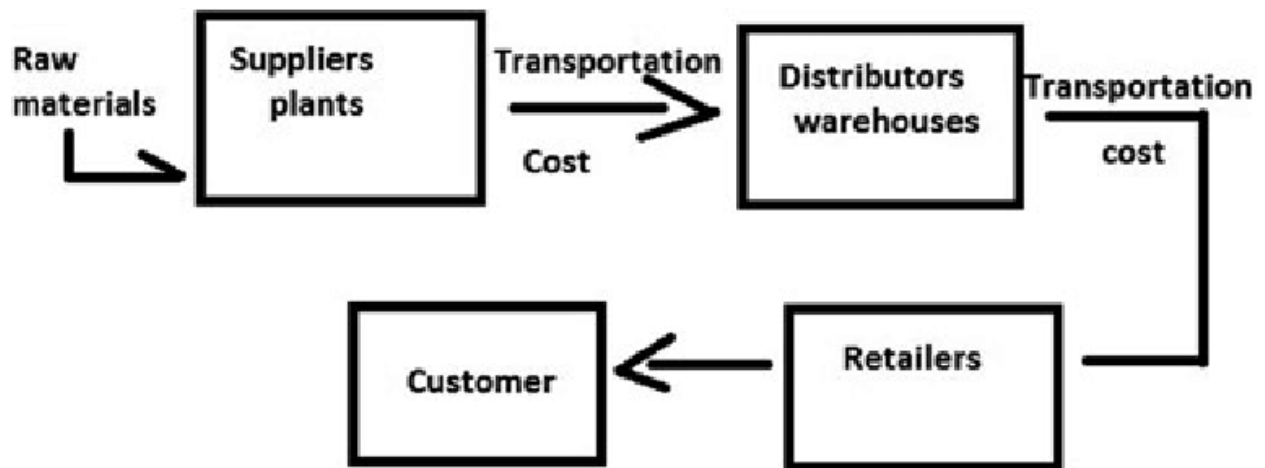 Raw
materials
Suppliers
plants
Transportation
Cost
Distributors
warehouses
Transportation
cost
Customer
Retailers